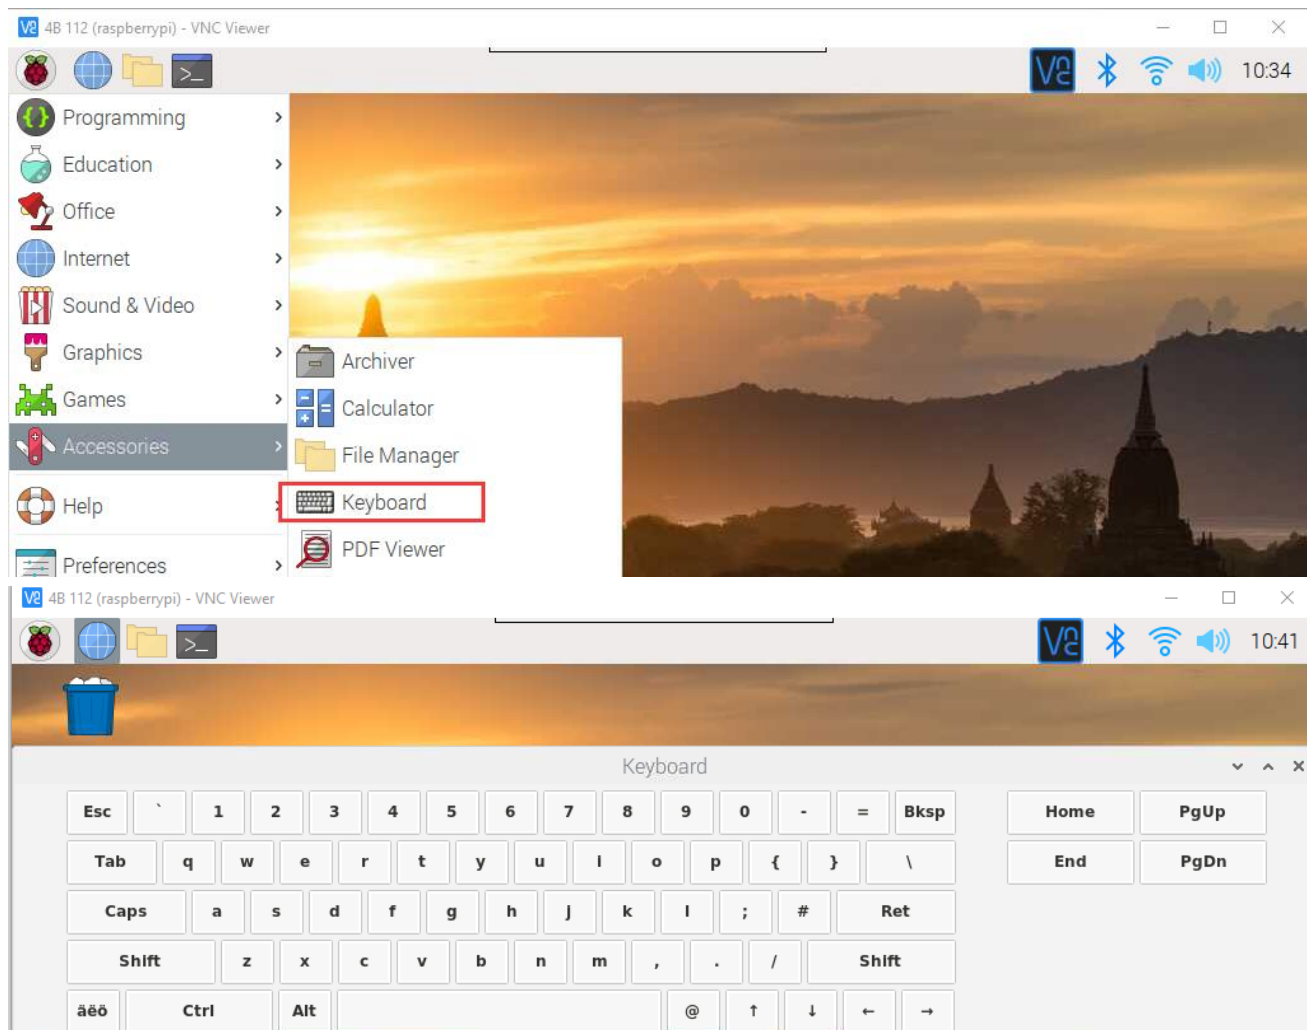 4B 112 (raspberrypi) - VNC Viewer
10:34
Programming
Education
Office
Internet
Sound & Video
Graphics
Games
Accessories
Help
Preferences
Archiver
Calculator
File Manager
Keyboard
PDF Viewer
4B 112 (raspberrypi) - VNC Viewer
10:41
Keyboard
Esc ` 1 2 3 4 5 6 7 8 9 0 - = Bksp Home PgUp
Tab q w e r t y u i o p { } \ End PgDn
Caps a s d f g h j k l ; # Ret
Shift z x c v b n m , . / Shift
äëö Ctrl Alt @ ↑ ↓ ← →